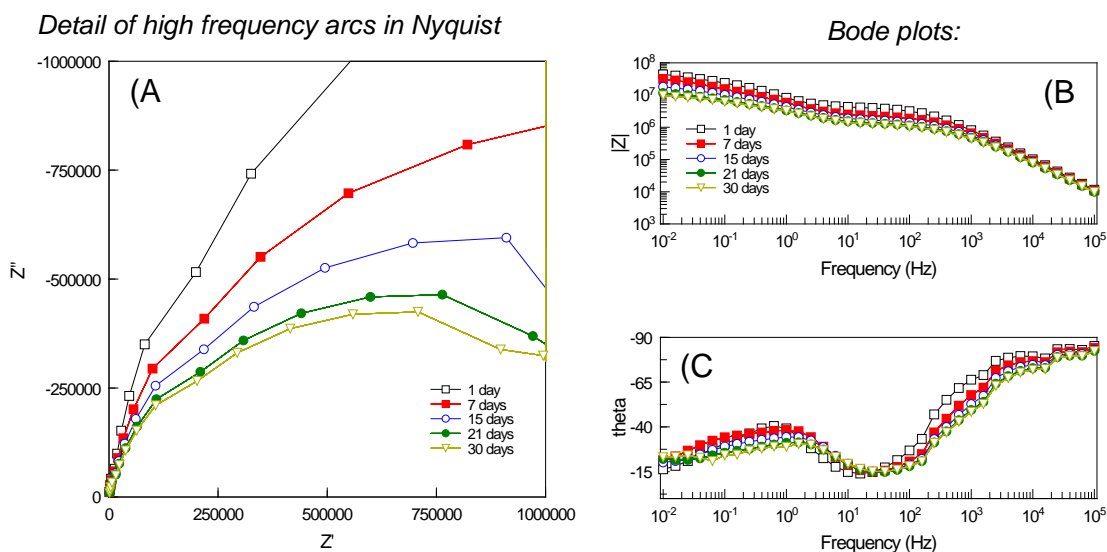 Detail of high frequency arcs in Nyquist
Bode plots:
-1000000
-750000
-500000
-250000
0
Z''
(A
1 day
7 days
15 days
21 days
30 days
0
250000
500000
750000
1000000
Z'
10^8
10^7
10^6
10^5
10^4
10^3
|Z|
(B
1 day
7 days
15 days
21 days
30 days
10^-2
10^-1
10^0
10^1
10^2
10^3
10^4
10^5
Frequency (Hz)
-90
-65
-40
-15
theta
(C
10^-2
10^-1
10^0
10^1
10^2
10^3
10^4
10^5
Frequency (Hz)